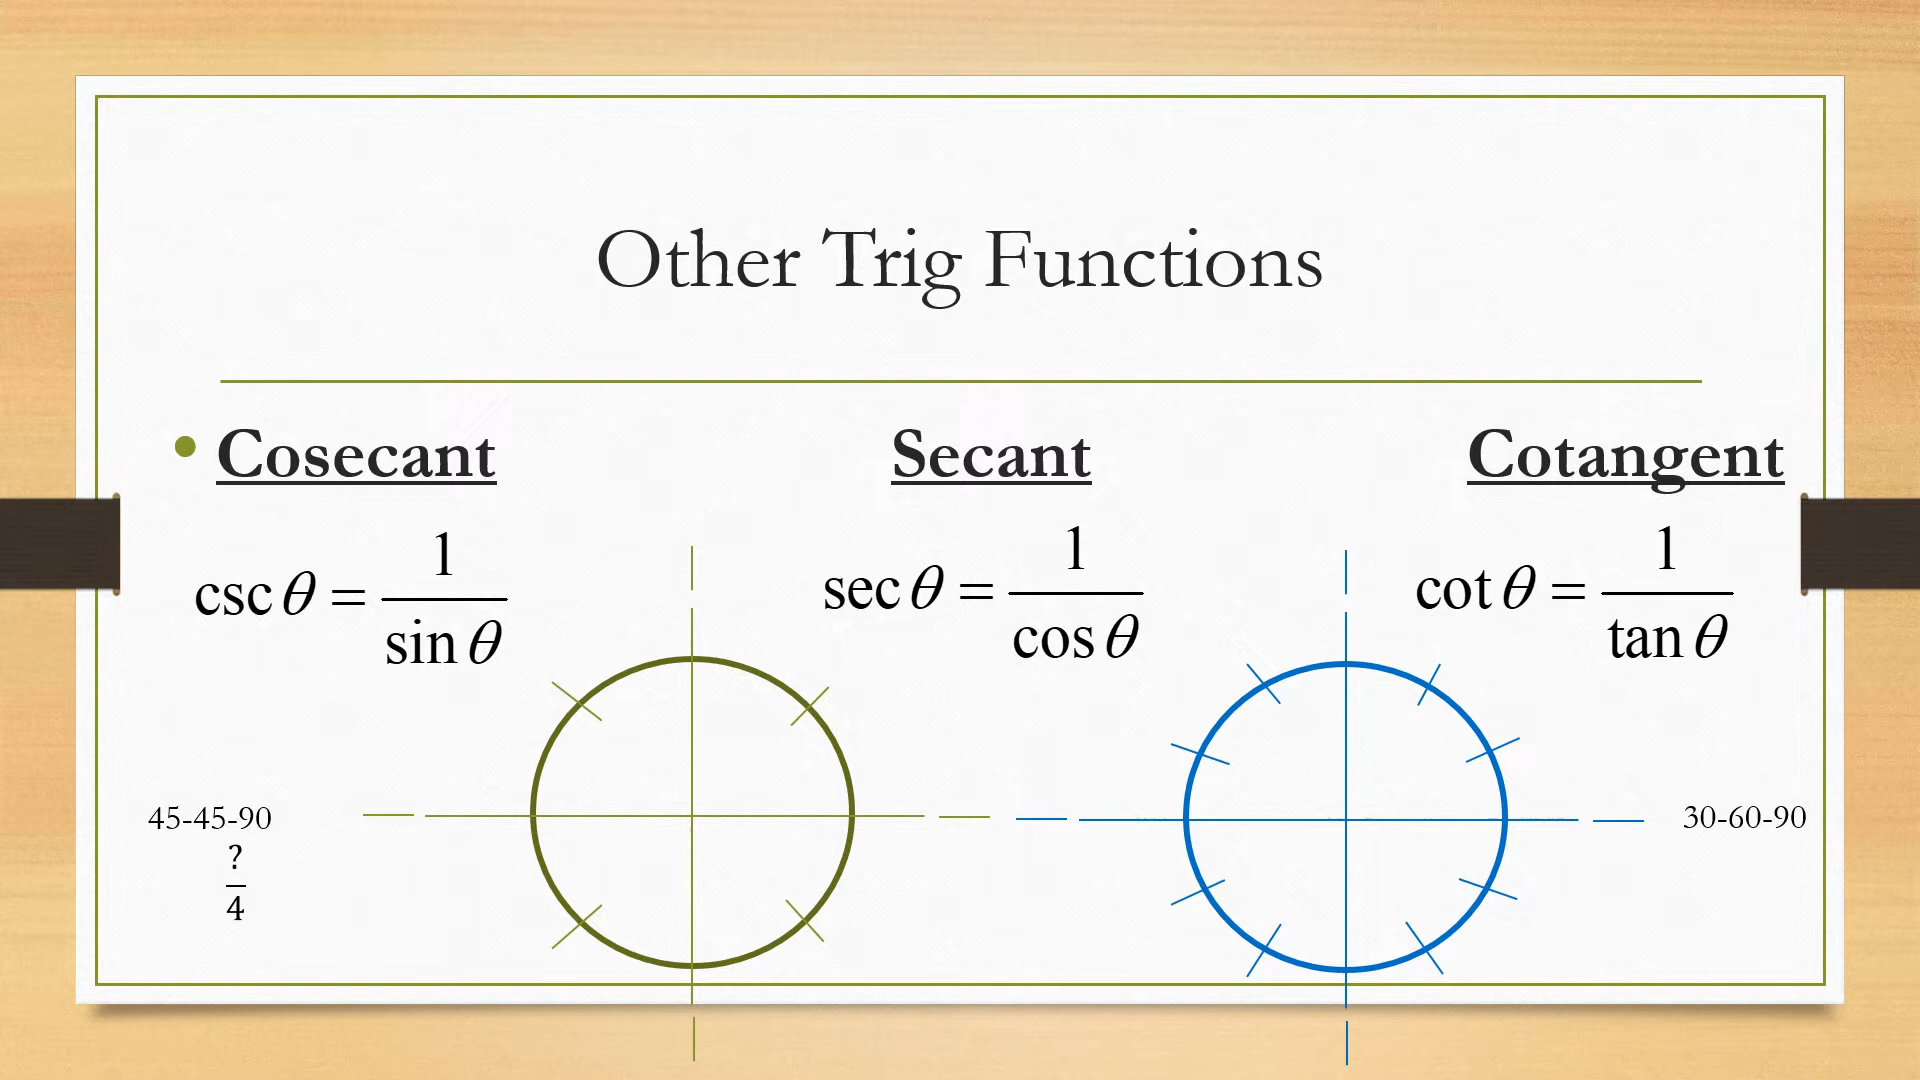 Other Trig Functions
• Cosecant Secant Cotangent
csc θ = 1/sin θ sec θ = 1/cos θ cot θ = 1/tan θ
45-45-90 30-60-90
?/4